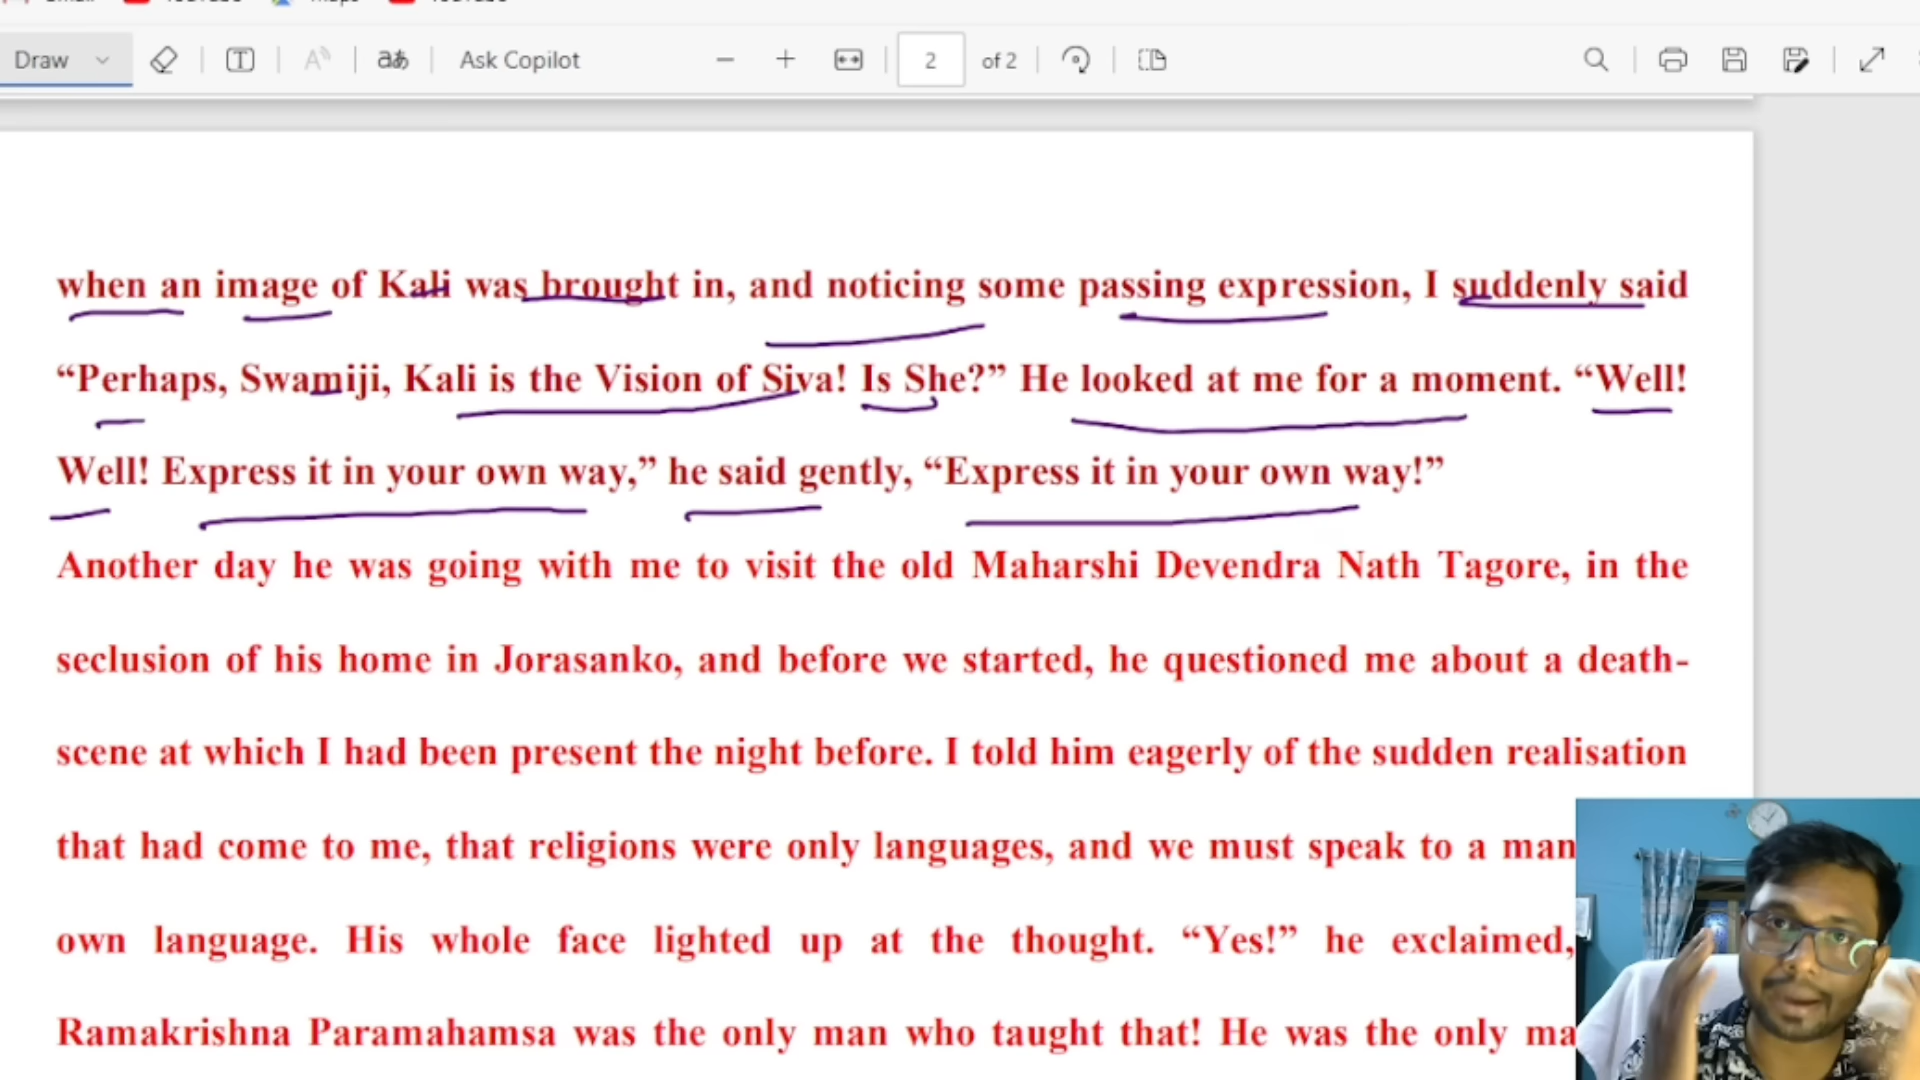 Draw Ask Copilot 2 of 2
when an image of Kali was brought in, and noticing some passing expression, I suddenly said
“Perhaps, Swamiji, Kali is the Vision of Siva! Is She?” He looked at me for a moment. “Well!
Well! Express it in your own way,” he said gently, “Express it in your own way!”
Another day he was going with me to visit the old Maharshi Devendra Nath Tagore, in the
seclusion of his home in Jorasanko, and before we started, he questioned me about a death-
scene at which I had been present the night before. I told him eagerly of the sudden realisation
that had come to me, that religions were only languages, and we must speak to a man
own language. His whole face lighted up at the thought. “Yes!” he exclaimed,
Ramakrishna Paramahamsa was the only man who taught that! He was the only